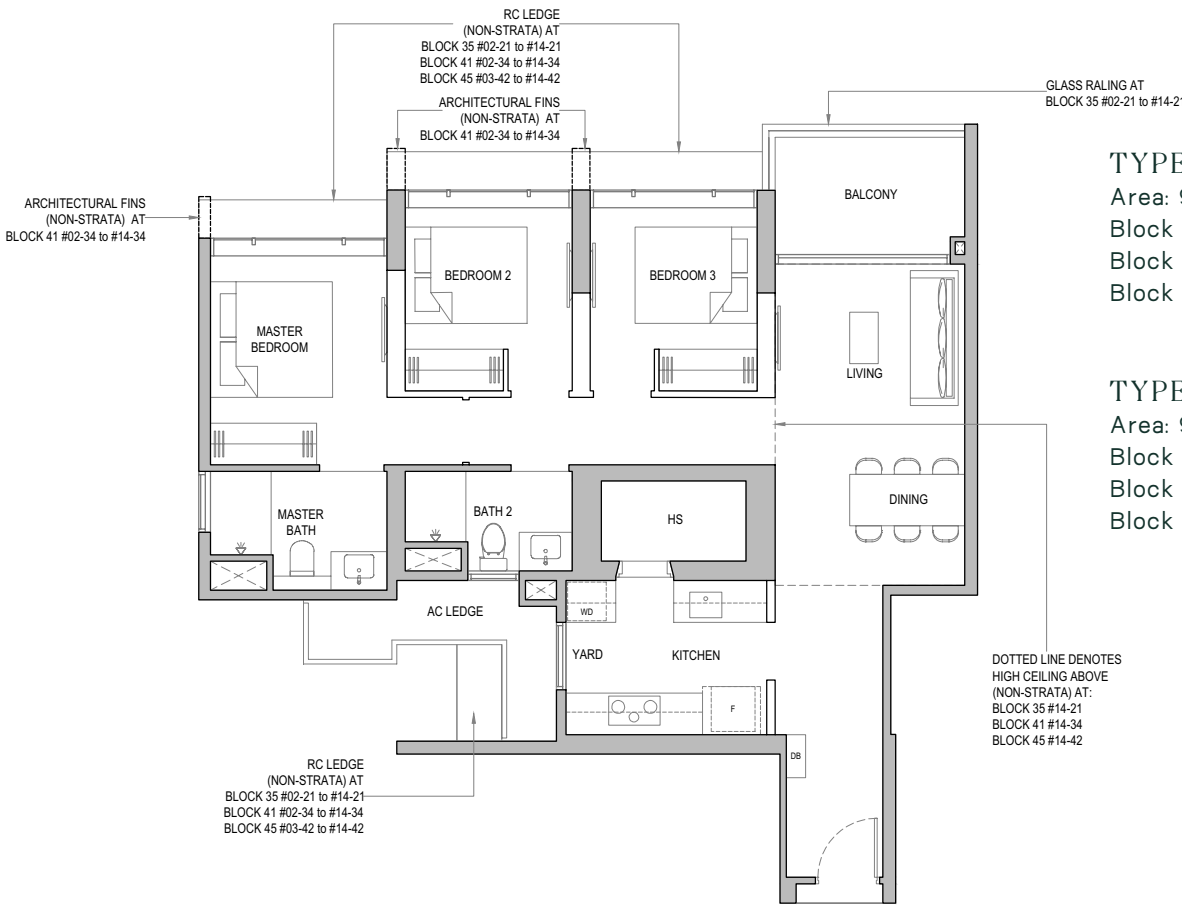 RC LEDGE
(NON-STRATA) AT
BLOCK 35 #02-21 to #14-21
BLOCK 41 #02-34 to #14-34
BLOCK 45 #03-42 to #14-42
ARCHITECTURAL FINS
(NON-STRATA) AT
BLOCK 41 #02-34 to #14-34
GLASS RALING AT
BLOCK 35 #02-21 to #14-21
ARCHITECTURAL FINS
(NON-STRATA) AT
BLOCK 41 #02-34 to #14-34
TYPE
Area: 9
Block
Block
Block
BALCONY
BEDROOM 2
BEDROOM 3
MASTER
BEDROOM
LIVING
TYPE
Area: 9
Block
Block
Block
DINING
MASTER
BATH
BATH 2
HS
AC LEDGE
WD
YARD
KITCHEN
F
DB
DOTTED LINE DENOTES
HIGH CEILING ABOVE
(NON-STRATA) AT:
BLOCK 35 #14-21
BLOCK 41 #14-34
BLOCK 45 #14-42
RC LEDGE
(NON-STRATA) AT
BLOCK 35 #02-21 to #14-21
BLOCK 41 #02-34 to #14-34
BLOCK 45 #03-42 to #14-42